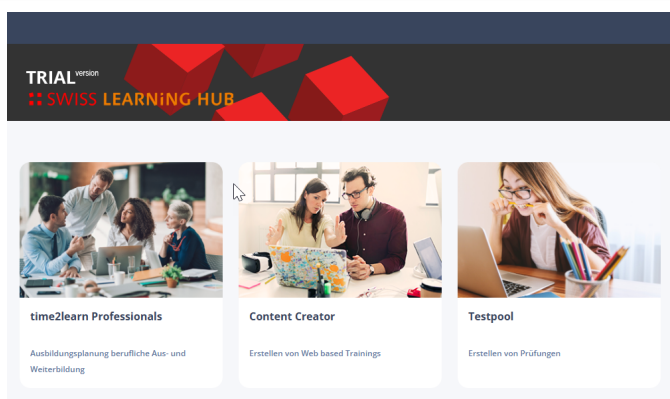 TRIAL version
SWISS LEARNiNG HUB
time2learn Professionals
Ausbildungsplanung berufliche Aus- und
Weiterbildung
Content Creator
Erstellen von Web based Trainings
Testpool
Erstellen von Prüfungen